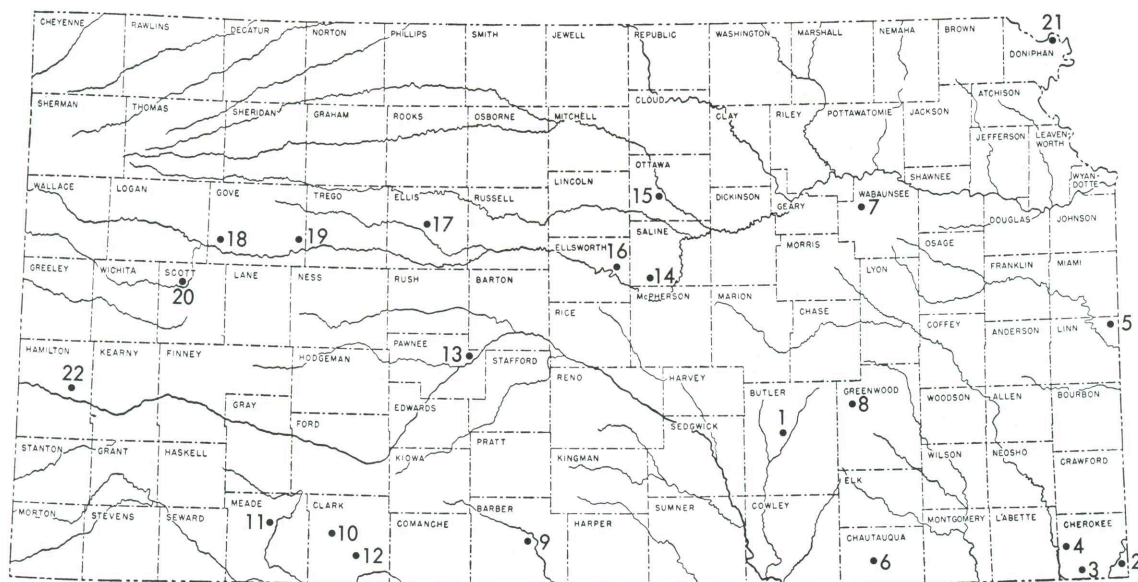 CHEYENNE
RAWLINS
DECATUR
NORTON
PHILLIPS
SMITH
JEWELL
REPUBLIC
WASHINGTON
MARSHALL
NEMAHA
BROWN
DONIPHAN
21
SHERMAN
THOMAS
SHERIDAN
GRAHAM
ROOKS
OSBORNE
MITCHELL
CLOUD
CLAY
RILEY
POTTAWATOMIE
JACKSON
ATCHISON
JEFFERSON
LEAVEN
WORTH
WYAN-
DOTTE
WALLACE
LOGAN
GOVE
TREGO
ELLIS
RUSSELL
LINCOLN
OTTAWA
15
DICKINSON
GEARY
WABAUNSEE
7
SHAWNEE
DOUGLAS
JOHNSON
18
19
17
ELLSWORTH
16
SALINE
14
MORRIS
LYON
OSAGE
FRANKLIN
MIAMI
GREELEY
WICHITA
SCOTT
20
LANE
NESS
RUSH
BARTON
RICE
McPHERSON
MARION
CHASE
COFFEY
ANDERSON
LINN
5
HAMILTON
22
KEARNY
FINNEY
HODGEMAN
PAWNEE
13
STAFFORD
RENO
HARVEY
BUTLER
1
GREENWOOD
8
WOODSON
ALLEN
BOURBON
GRAY
FORD
EDWARDS
SEDGWICK
STANTON
GRANT
HASKELL
KIOWA
PRATT
KINGMAN
ELK
WILSON
NEOSHO
CRAWFORD
MORTON
STEVENS
SEWARD
MEADE
11
CLARK
10
12
COMANCHE
BARBER
9
HARPER
SUMNER
COWLEY
CHAUTAUQUA
6
MONTGOMERY
LABETTE
CHEROKEE
4
3
2